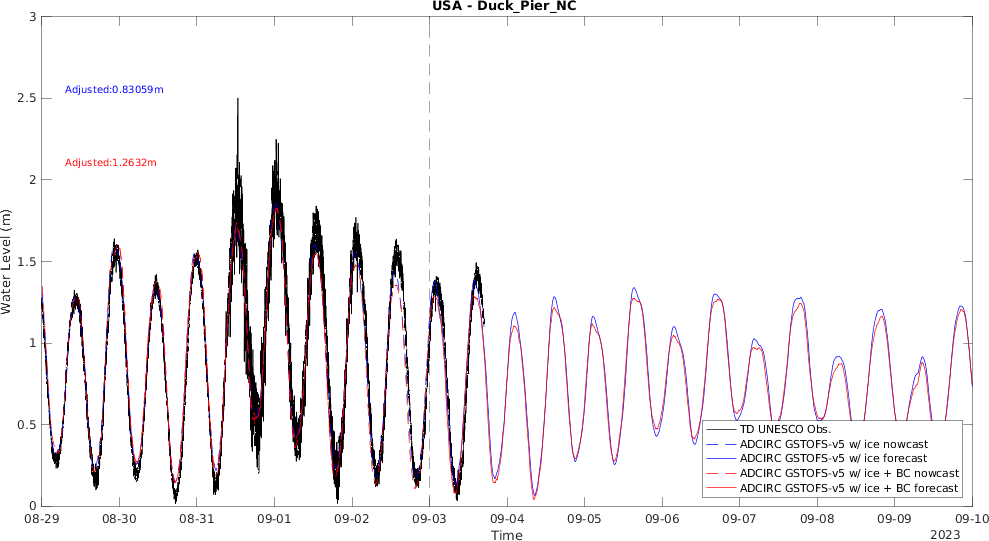 USA - Duck_Pier_NC
3
2.5
2
1.5
1
0.5
0
Water Level (m)
Adjusted:0.83059m
Adjusted:1.2632m
TD UNESCO Obs.
ADCIRC GSTOFS-v5 w/ ice nowcast
ADCIRC GSTOFS-v5 w/ ice forecast
ADCIRC GSTOFS-v5 w/ ice + BC nowcast
ADCIRC GSTOFS-v5 w/ ice + BC forecast
08-29 08-30 08-31 09-01 09-02 09-03 09-04 09-05 09-06 09-07 09-08 09-09 09-10
Time
2023